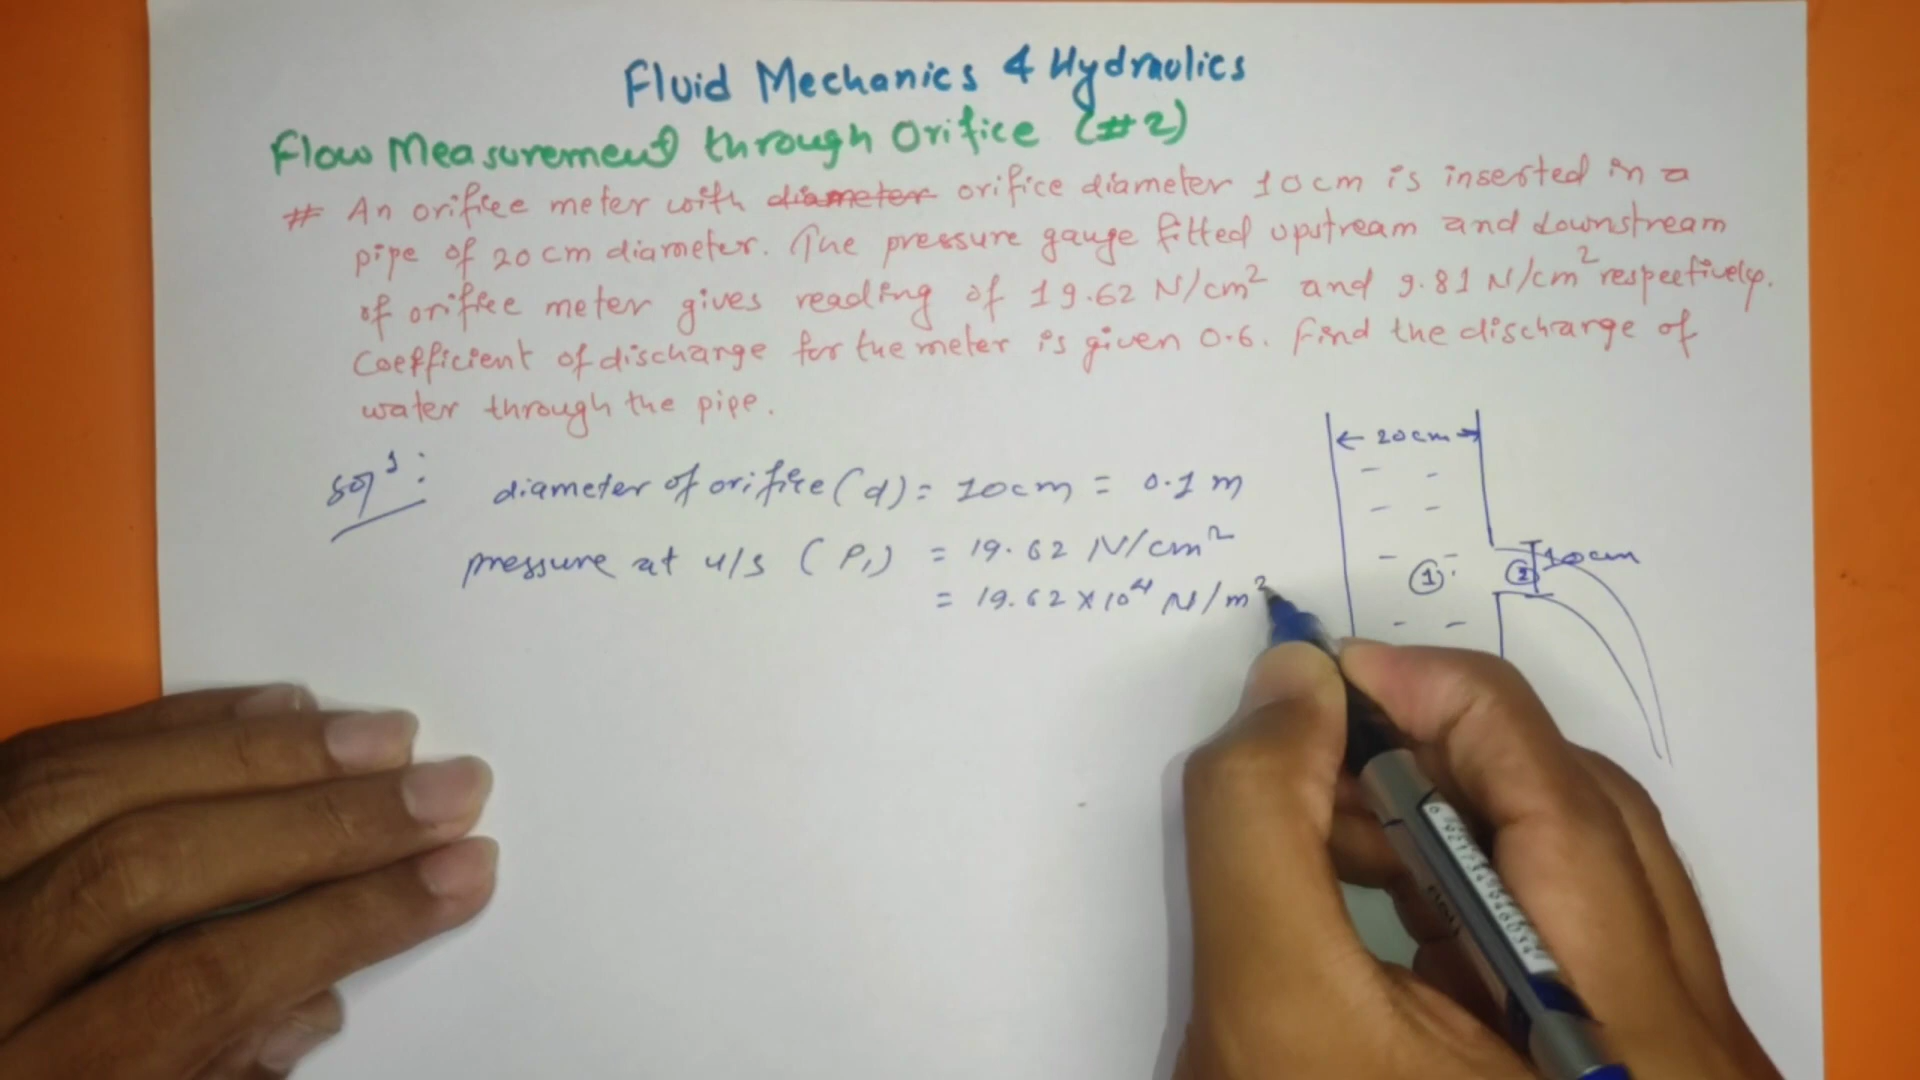 Fluid Mechanics & Hydraulics
Flow Measurement through Orifice (#2)
# An orifice meter with diameter orifice diameter 10cm is inserted in a
pipe of 20 cm diameter. The pressure gauge fitted upstream and downstream
of orifice meter gives reading of 19.62 N/cm² and 9.81 N/cm² respectively.
Coefficient of discharge for the meter is given 0.6. Find the discharge of
water through the pipe.
← 20cm →
solⁿ: diameter of orifice (d) = 10cm = 0.1 m
pressure at u/s (P₁) = 19.62 N/cm²
= 19.62 × 10⁴ N/m²
① ② 10cm